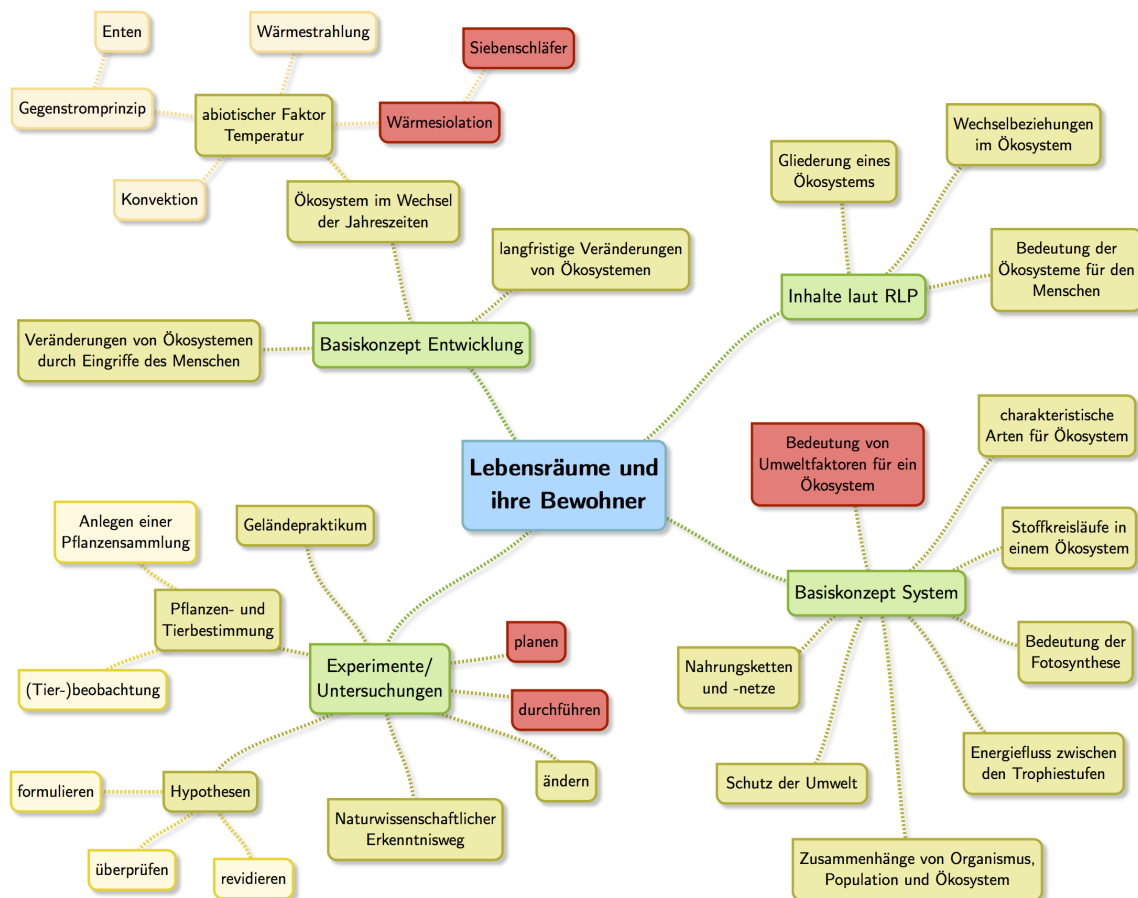 Enten
Wärmestrahlung
Siebenschläfer
Gegenstromprinzip
abiotischer Faktor
Temperatur
Wärmesiolation
Konvektion
Ökosystem im Wechsel
der Jahreszeiten
langfristige Veränderungen
von Ökosystemen
Veränderungen von Ökosystemen
durch Eingriffe des Menschen
Basiskonzept Entwicklung
Gliederung eines
Ökosystems
Wechselbeziehungen
im Ökosystem
Bedeutung der
Ökosysteme für den
Menschen
Inhalte laut RLP
Lebensräume und
ihre Bewohner
Bedeutung von
Umweltfaktoren für ein
Ökosystem
charakteristische
Arten für Ökosystem
Stoffkreisläufe in
einem Ökosystem
Basiskonzept System
Bedeutung der
Fotosynthese
Nahrungsketten
und -netze
Energiefluss zwischen
den Trophiestufen
Schutz der Umwelt
Zusammenhänge von Organismus,
Population und Ökosystem
Geländepraktikum
Anlegen einer
Pflanzensammlung
Pflanzen- und
Tierbestimmung
(Tier-)beobachtung
Experimente/
Untersuchungen
planen
durchführen
ändern
Naturwissenschaftlicher
Erkenntnisweg
Hypothesen
formulieren
überprüfen
revidieren